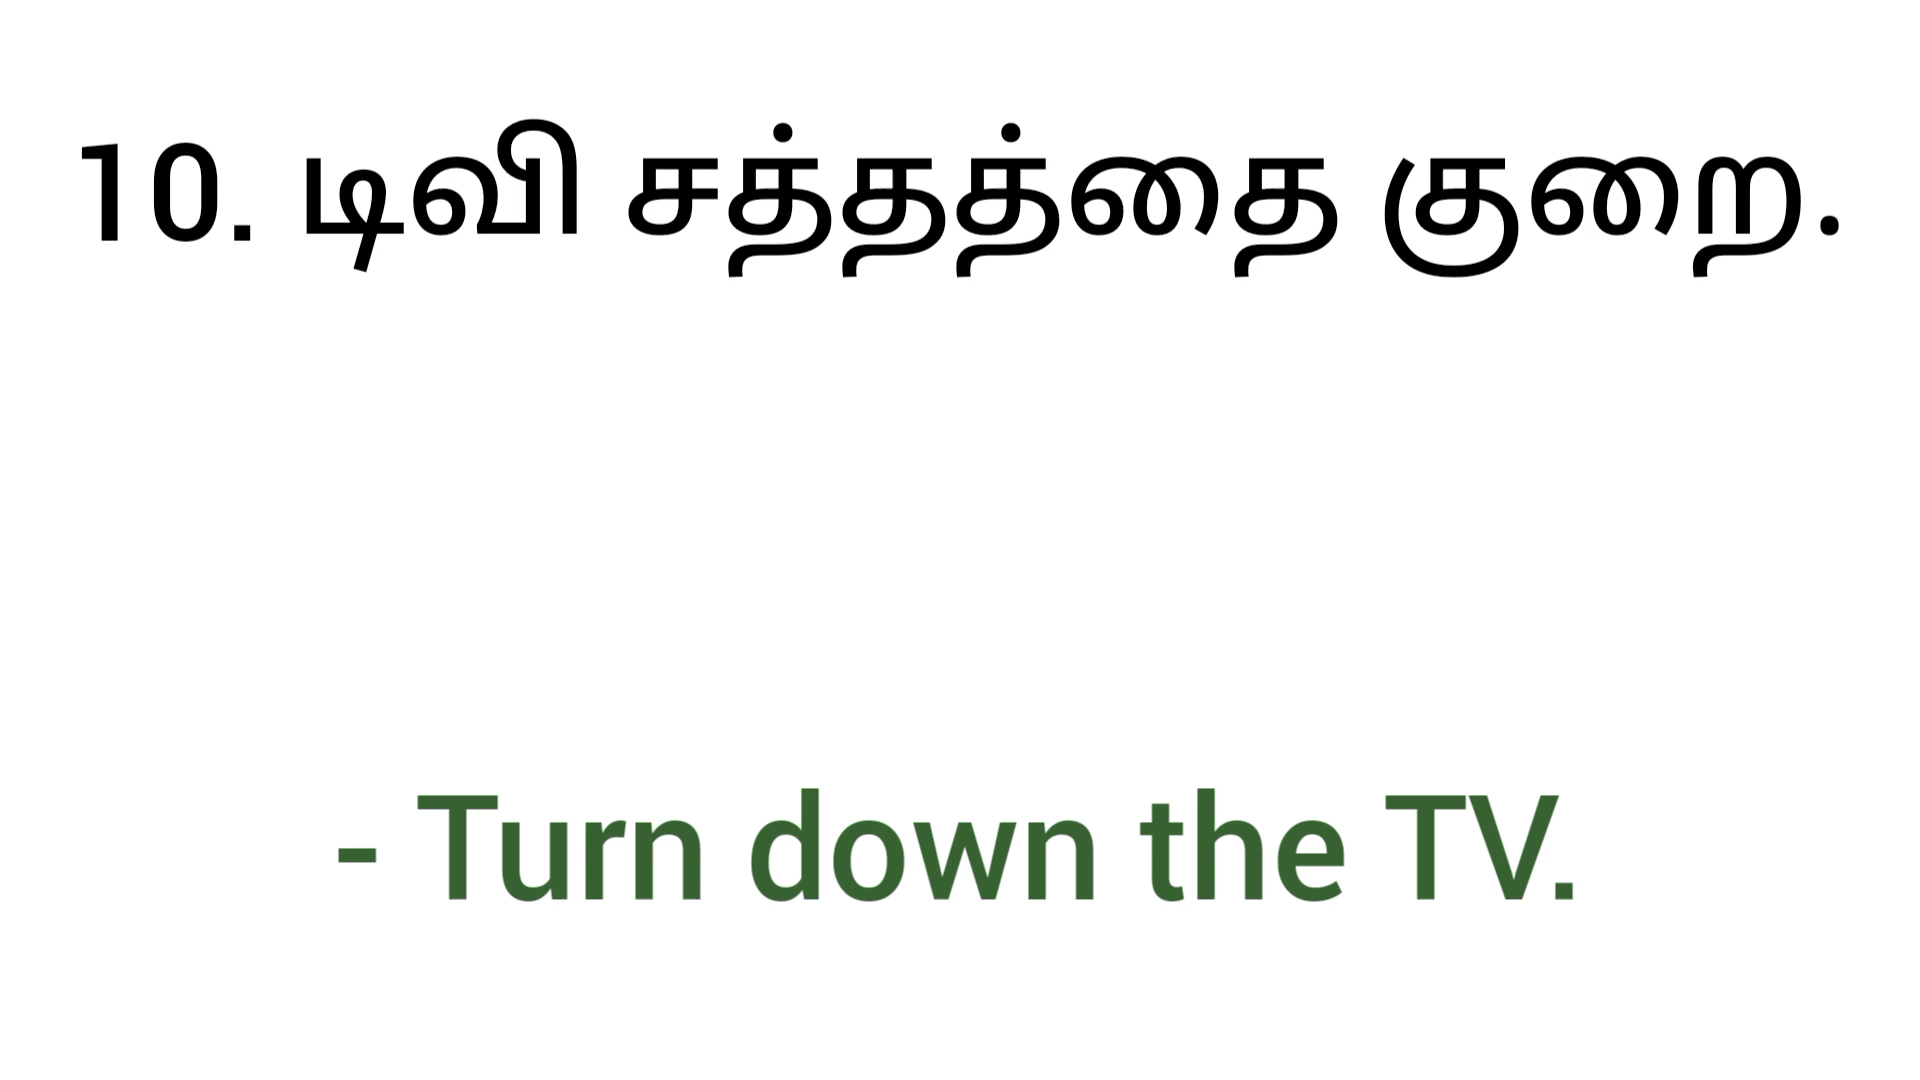 10. டிவி சத்தத்தை குறை.
- Turn down the TV.